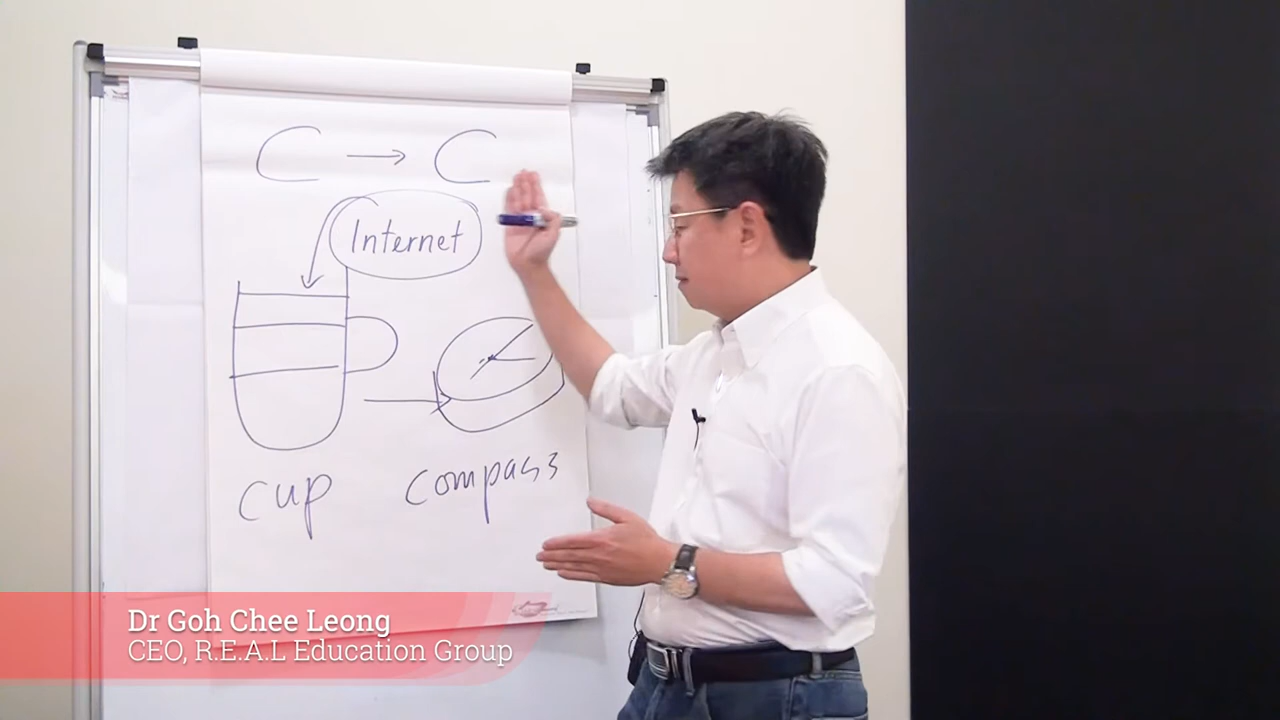 C → C
Internet
cup compass
Dr Goh Chee Leong
CEO, R.E.A.L Education Group